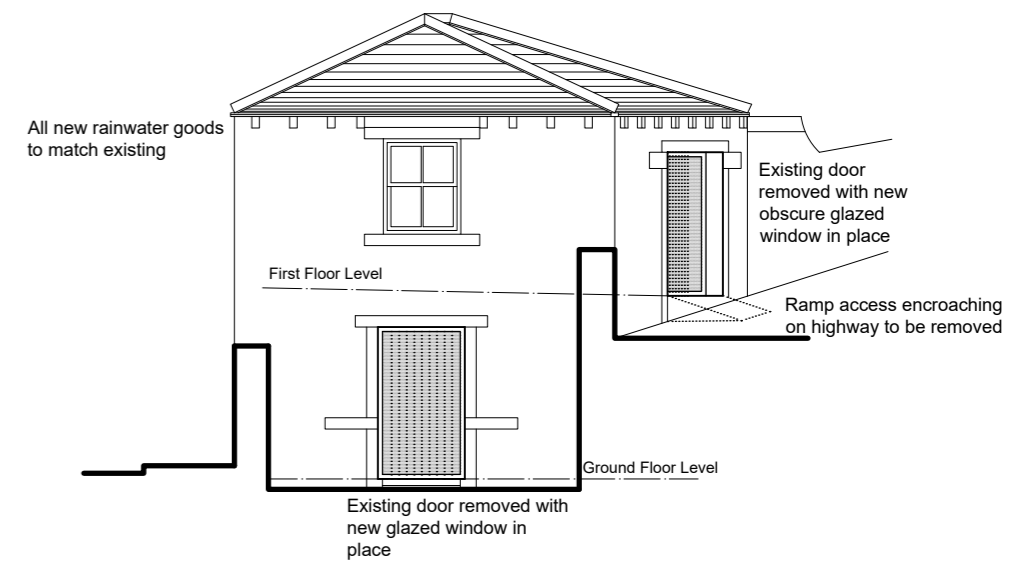 All new rainwater goods
to match existing
Existing door
removed with new
obscure glazed
window in place
First Floor Level
Ramp access encroaching
on highway to be removed
Ground Floor Level
Existing door removed with
new glazed window in
place